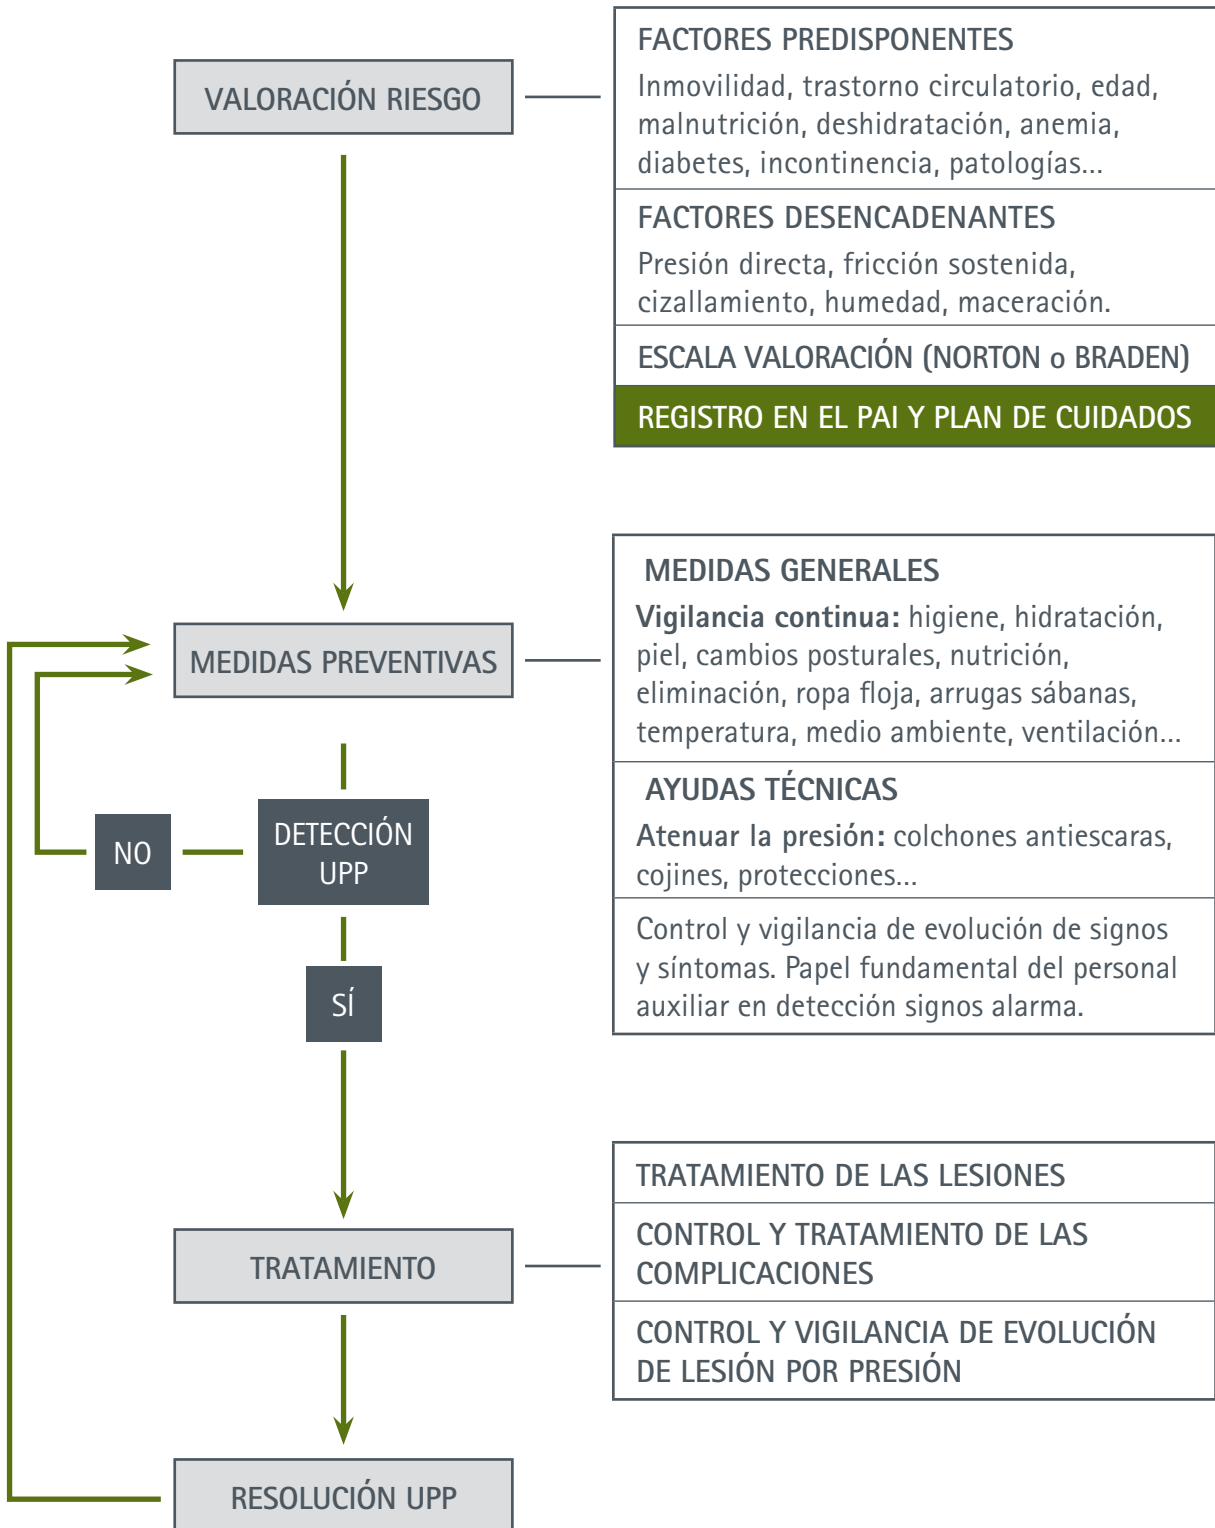 VALORACIÓN RIESGO
FACTORES PREDISPONENTES
Inmovilidad, trastorno circulatorio, edad,
malnutrición, deshidratación, anemia,
diabetes, incontinencia, patologías...
FACTORES DESENCADENANTES
Presión directa, fricción sostenida,
cizallamiento, humedad, maceración.
ESCALA VALORACIÓN (NORTON o BRADEN)
REGISTRO EN EL PAI Y PLAN DE CUIDADOS
MEDIDAS PREVENTIVAS
MEDIDAS GENERALES
Vigilancia continua: higiene, hidratación,
piel, cambios posturales, nutrición,
eliminación, ropa floja, arrugas sábanas,
temperatura, medio ambiente, ventilación...
AYUDAS TÉCNICAS
Atenuar la presión: colchones antiescaras,
cojines, protecciones...
Control y vigilancia de evolución de signos
y síntomas. Papel fundamental del personal
auxiliar en detección signos alarma.
NO
DETECCIÓN
UPP
SÍ
TRATAMIENTO
TRATAMIENTO DE LAS LESIONES
CONTROL Y TRATAMIENTO DE LAS
COMPLICACIONES
CONTROL Y VIGILANCIA DE EVOLUCIÓN
DE LESIÓN POR PRESIÓN
RESOLUCIÓN UPP